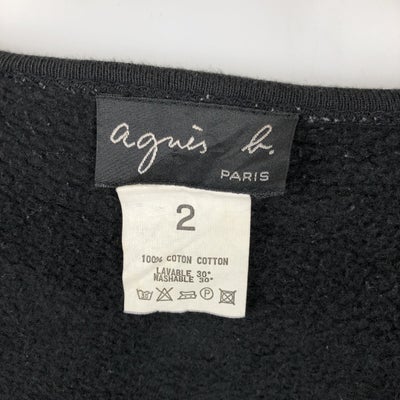 agnès b.
PARIS
2
100% COTON COTTON
LAVABLE 30°
WASHABLE 30°
P